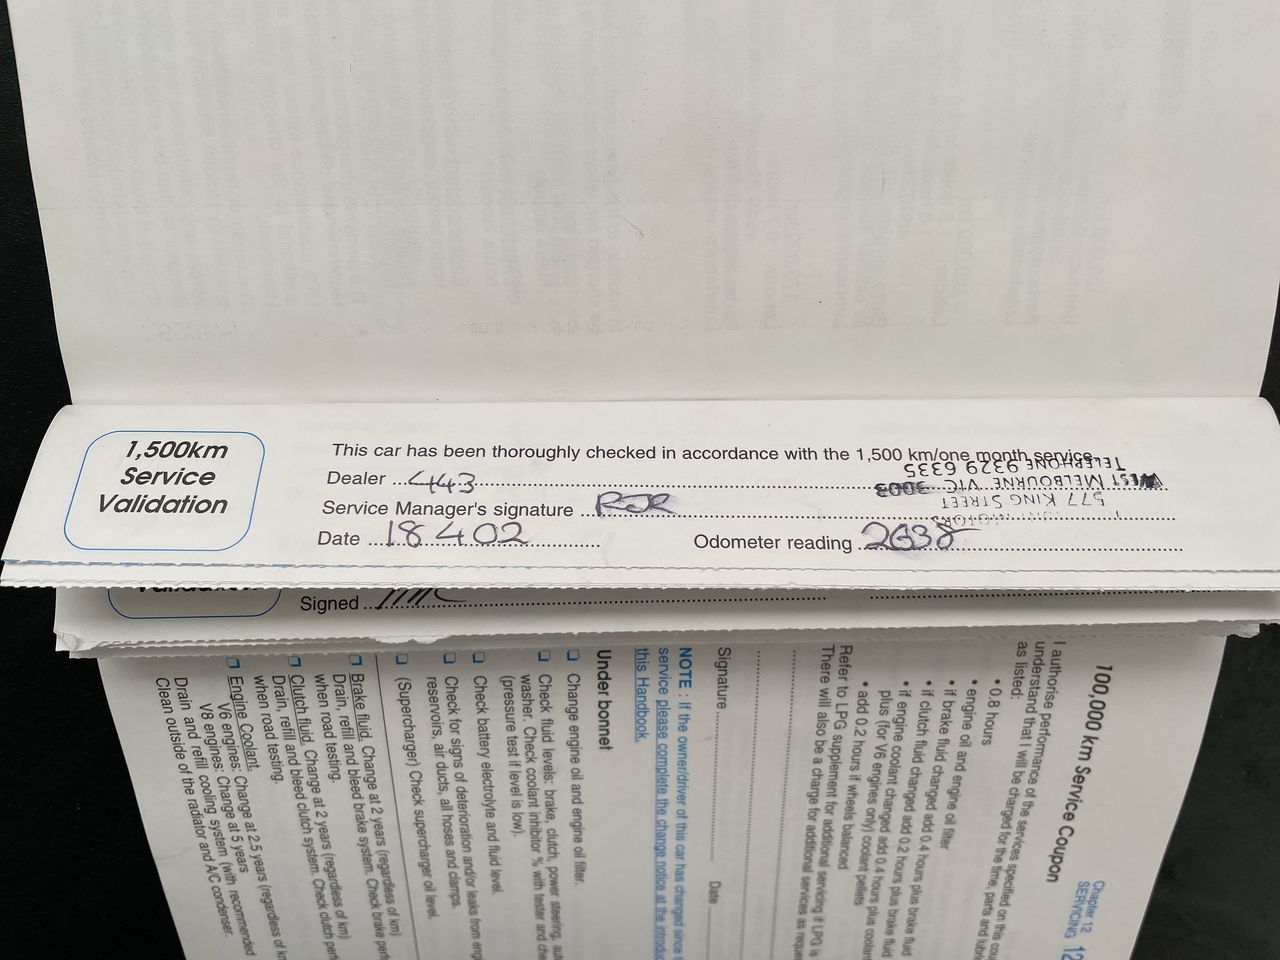 1,500km
Service
Validation
This car has been thoroughly checked in accordance with the 1,500 km/one month service.
Dealer 443
Service Manager's signature
Date 18 4 02
Odometer reading 2638
TELEPHONE 9329 6335
WEST MELBOURNE VIC 3003
577 KING STREET
MOTORS
Signed
Chapter 12
SERVICING 12
100,000 km Service Coupon
I authorise performance of the services specified on this
understand that I will be charged for the time, parts and
as listed:
• 0.8 hours
• engine oil and engine oil filter
• if brake fluid changed add 0.4 hours plus brake fluid
• if clutch fluid changed add 0.2 hours plus brake fluid
• if engine coolant changed add 0.4 hours plus coolant
plus (for V6 engines only) coolant pellets
• add 0.2 hours if wheels balanced
Refer to LPG supplement for additional servicing if LPG is
There will also be a charge for additional services as
Signature
Date
NOTE : If the owner/driver of this car has changed since
service please complete the change notice at the
this Handbook.
Under bonnet
Change engine oil and engine oil filter.
Check fluid levels; brake, clutch, power steering,
washer. Check coolant inhibitor % with tester and
(pressure test if level is low).
Check battery electrolyte and fluid level.
Check for signs of deterioration and/or leaks from
reservoirs, air ducts, all hoses and clamps.
(Supercharger) Check supercharger oil level.
Brake fluid. Change at 2 years (regardless of km)
Drain, refill and bleed brake system. Check brake
when road testing.
Clutch fluid. Change at 2 years (regardless of km)
Drain, refill and bleed clutch system. Check clutch
when road testing.
Engine Coolant.
V6 engines: Change at 2.5 years (regardless of
V8 engines: Change at 5 years
Drain and refill cooling system (with recommended
Clean outside of the radiator and A/C condenser.